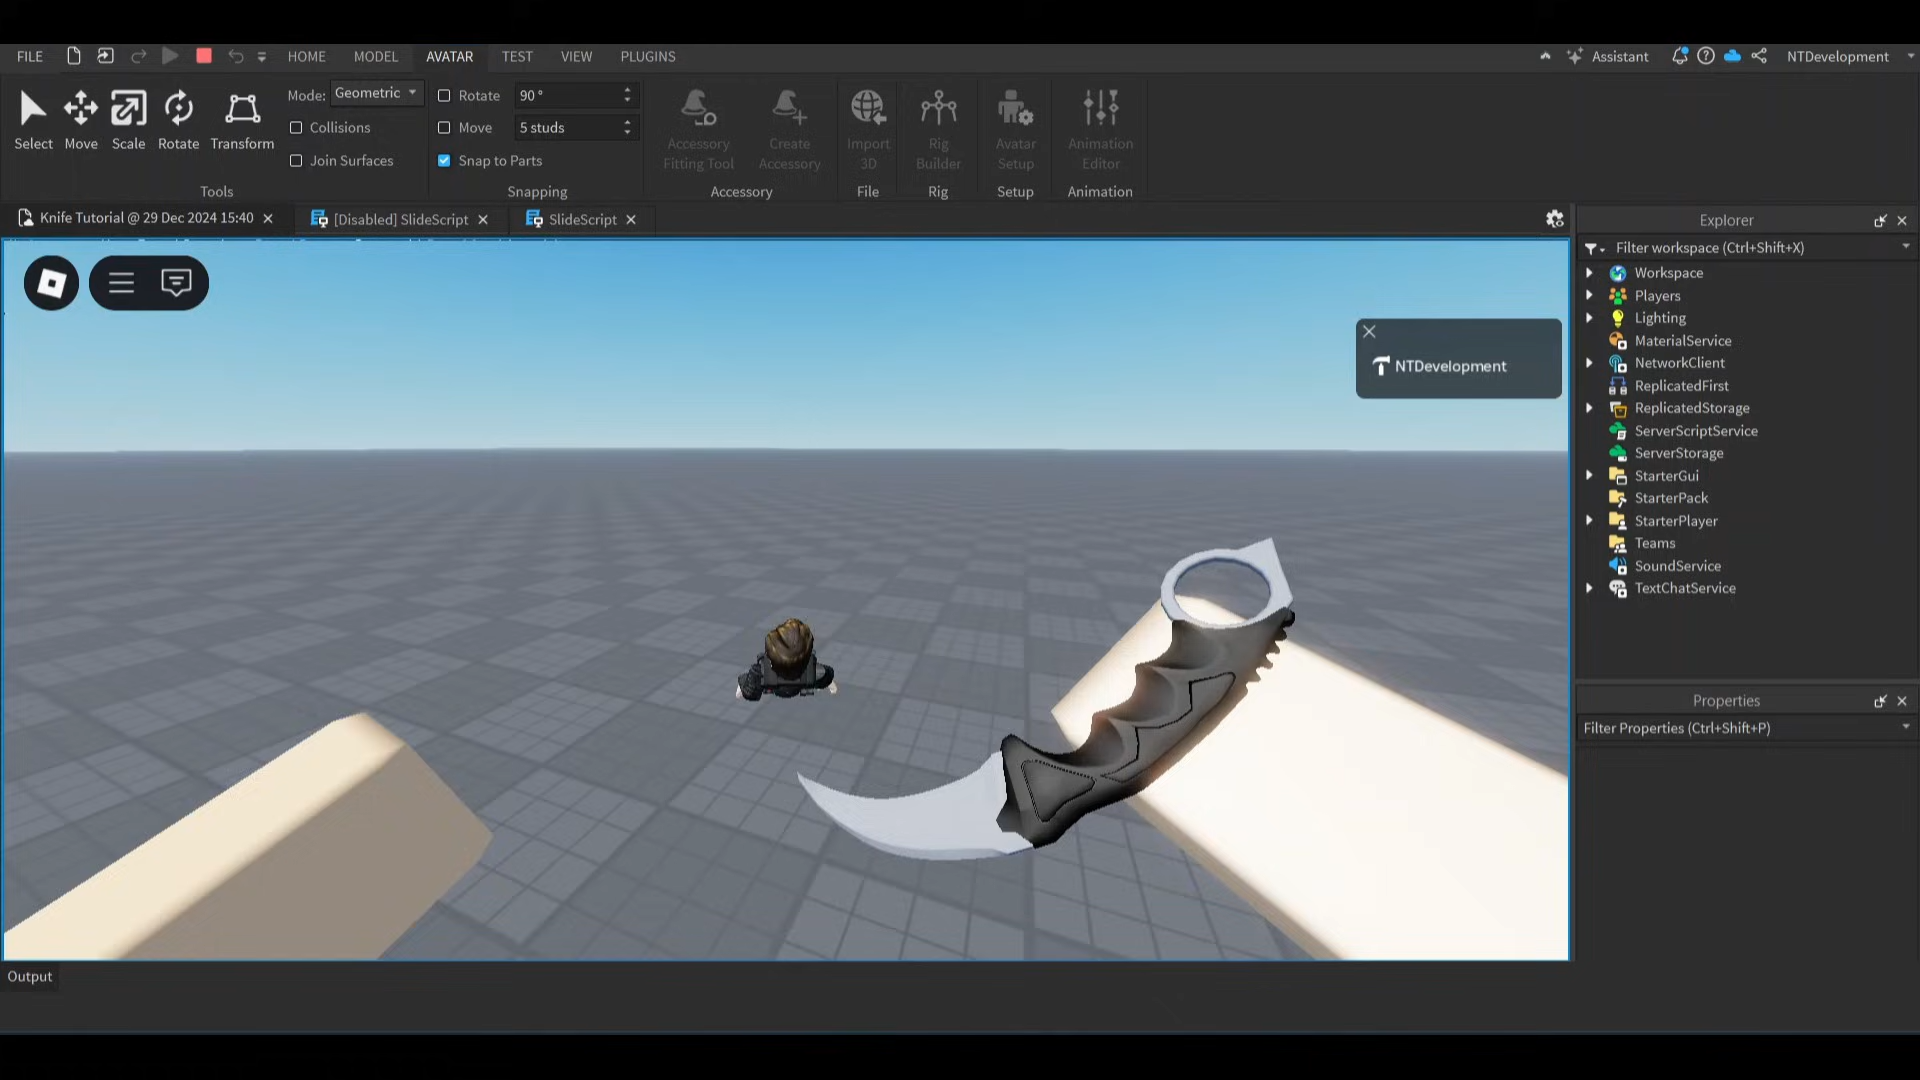 FILE HOME MODEL AVATAR TEST VIEW PLUGINS Assistant NTDevelopment
Select Move Scale Rotate Transform
Mode: Geometric
Collisions
Join Surfaces
Tools
Rotate 90 °
Move 5 studs
Snap to Parts
Snapping
Accessory
Fitting Tool
Create
Accessory
Accessory
Import
3D
File
Rig
Builder
Rig
Avatar
Setup
Setup
Animation
Editor
Animation
Knife Tutorial @ 29 Dec 2024 15:40 [Disabled] SlideScript SlideScript
NTDevelopment
Explorer
Filter workspace (Ctrl+Shift+X)
Workspace
Players
Lighting
MaterialService
NetworkClient
ReplicatedFirst
ReplicatedStorage
ServerScriptService
ServerStorage
StarterGui
StarterPack
StarterPlayer
Teams
SoundService
TextChatService
Properties
Filter Properties (Ctrl+Shift+P)
Output